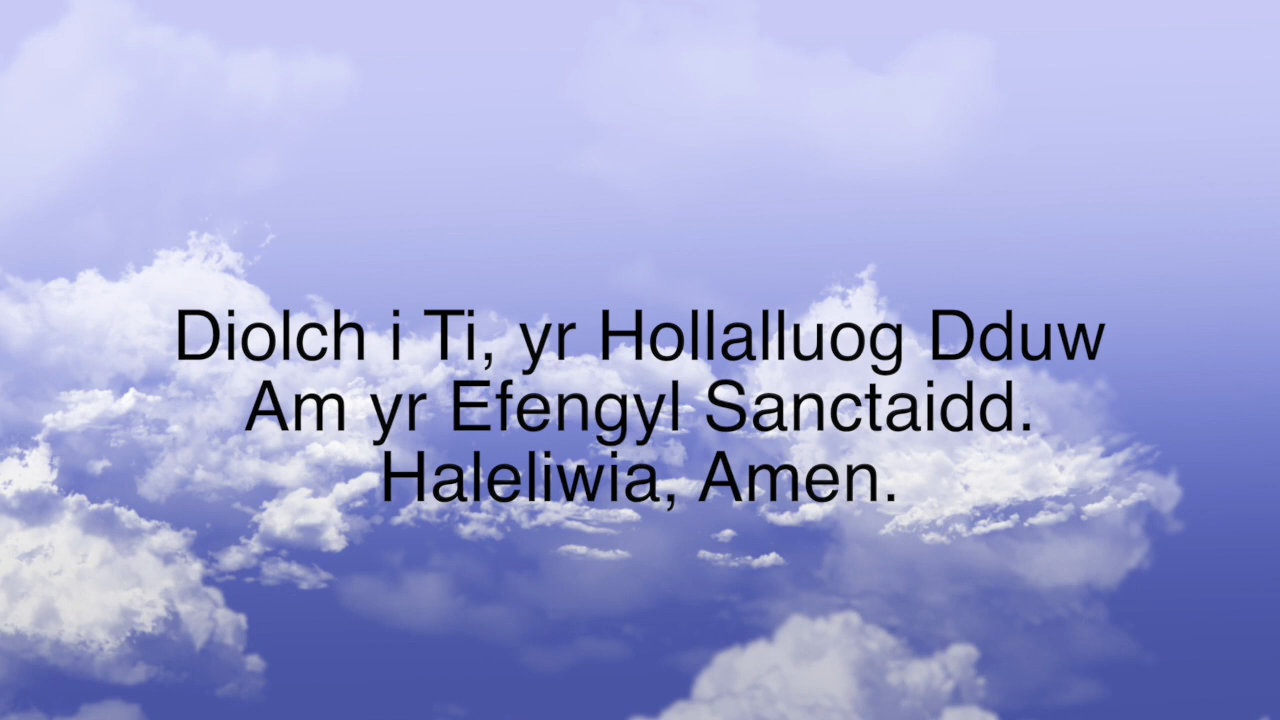 Diolch i Ti, yr Hollalluog Dduw
Am yr Efengyl Sanctaidd.
Haleliwia, Amen.